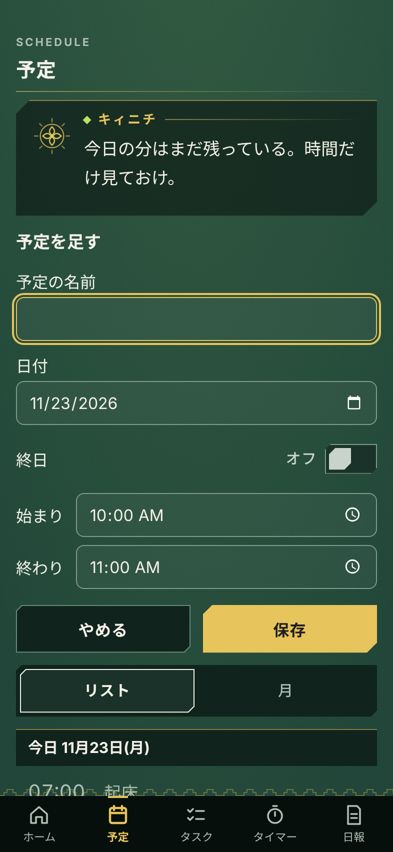 SCHEDULE
予定
キィニチ
今日の分はまだ残っている。時間だ
け見ておけ。
予定を足す
予定の名前
日付
11/23/2026
終日
オフ
始まり
10:00 AM
終わり
11:00 AM
やめる
保存
リスト
月
今日 11月23日(月)
07:00 起床
ホーム
予定
タスク
タイマー
日報